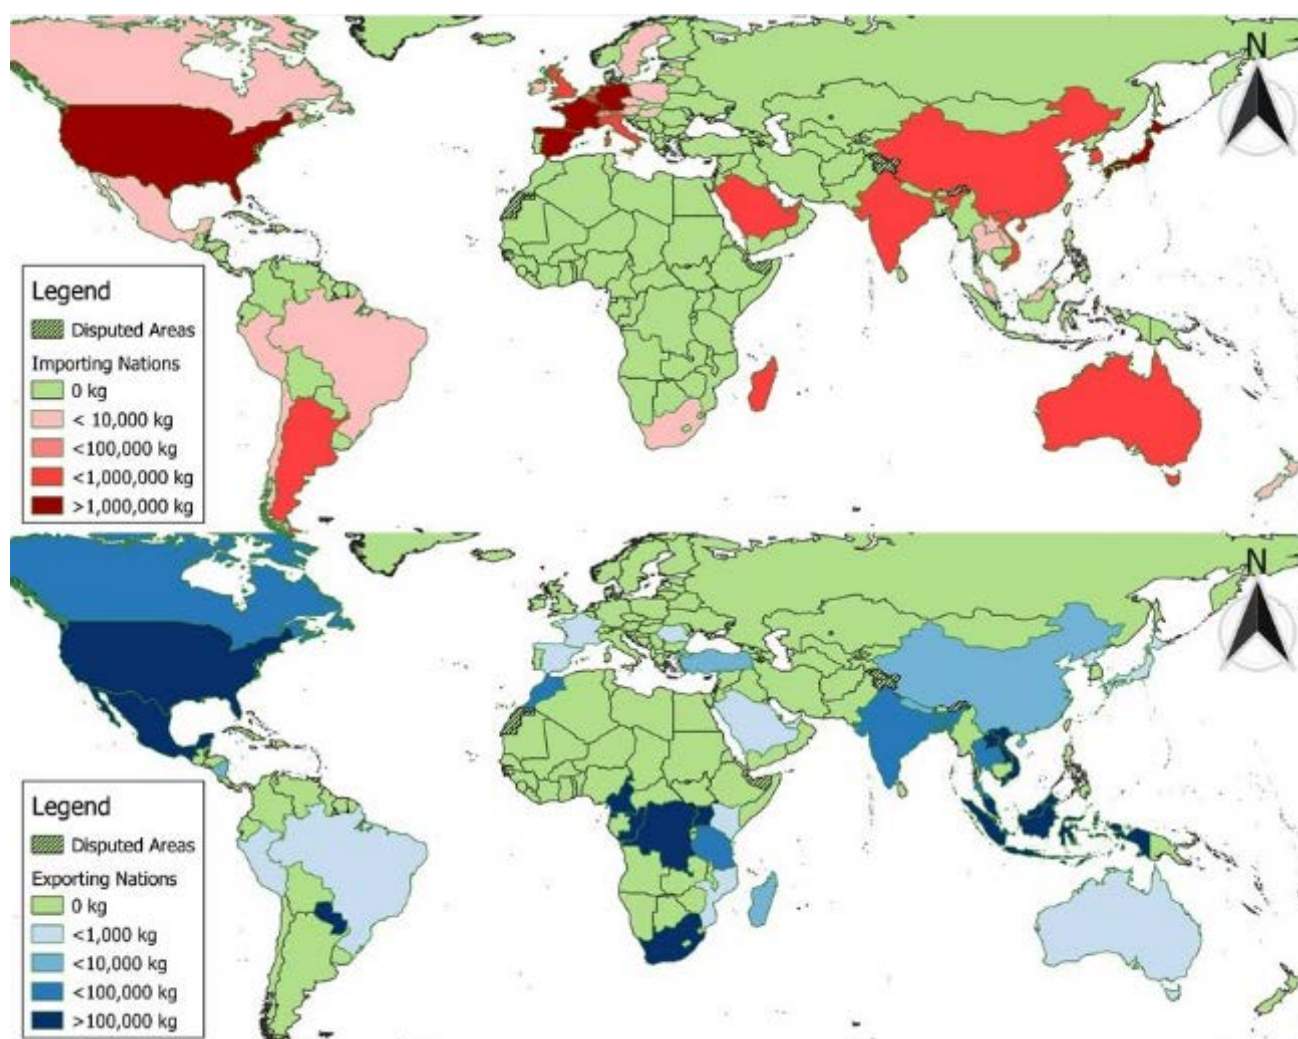 N
Legend
Disputed Areas
Importing Nations
0 kg
< 10,000 kg
<100,000 kg
<1,000,000 kg
>1,000,000 kg
N
Legend
Disputed Areas
Exporting Nations
0 kg
<1,000 kg
<10,000 kg
<100,000 kg
>100,000 kg